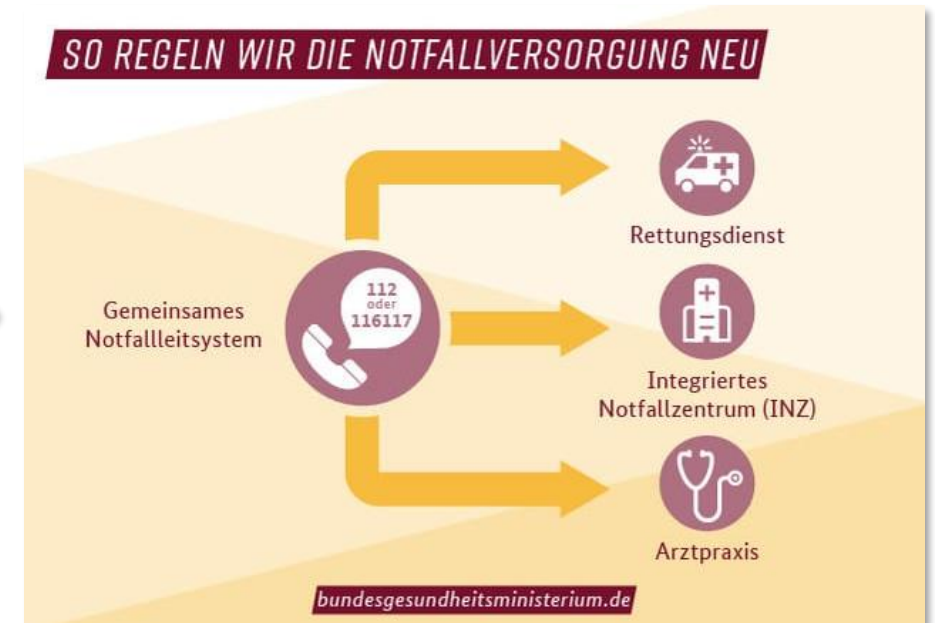 SO REGELN WIR DIE NOTFALLVERSORGUNG NEU
Rettungsdienst
Gemeinsames
Notfallleitsystem
112
oder
116117
Integriertes
Notfallzentrum (INZ)
Arztpraxis
bundesgesundheitsministerium.de